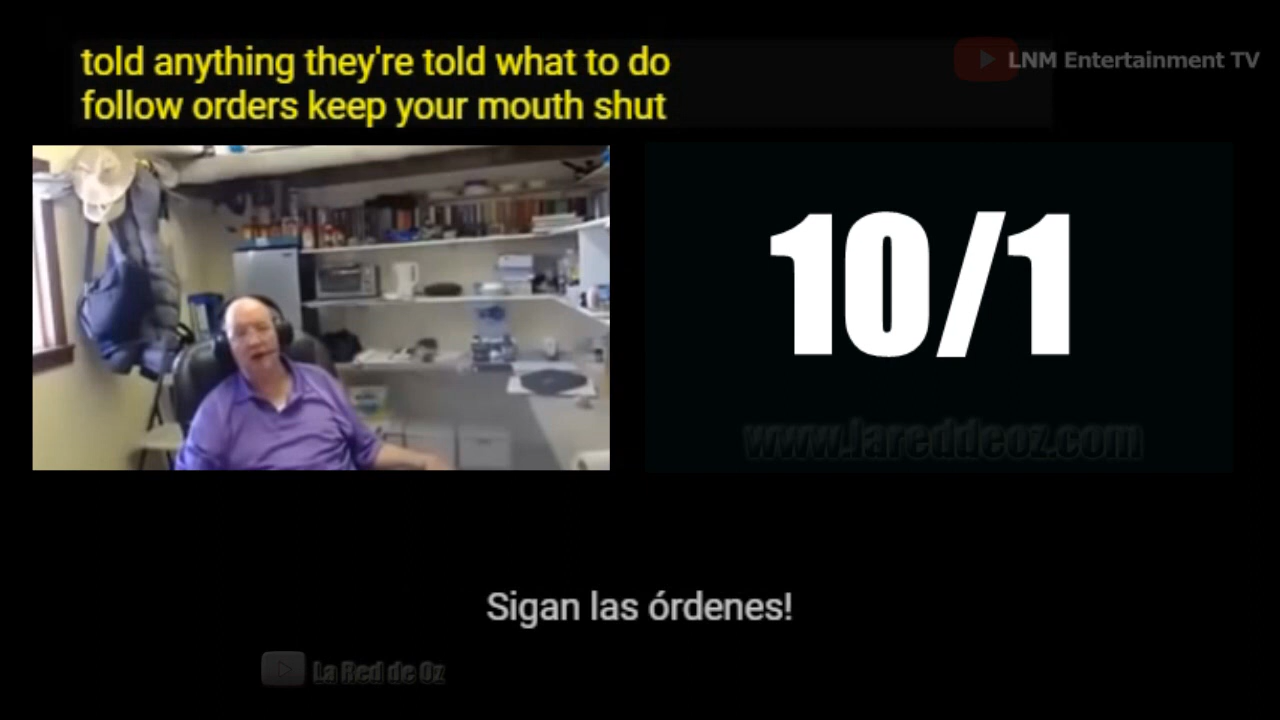 told anything they're told what to do
follow orders keep your mouth shut
LNM Entertainment TV
10/1
www.lareddeoz.com
Sigan las órdenes!
La Red de Oz